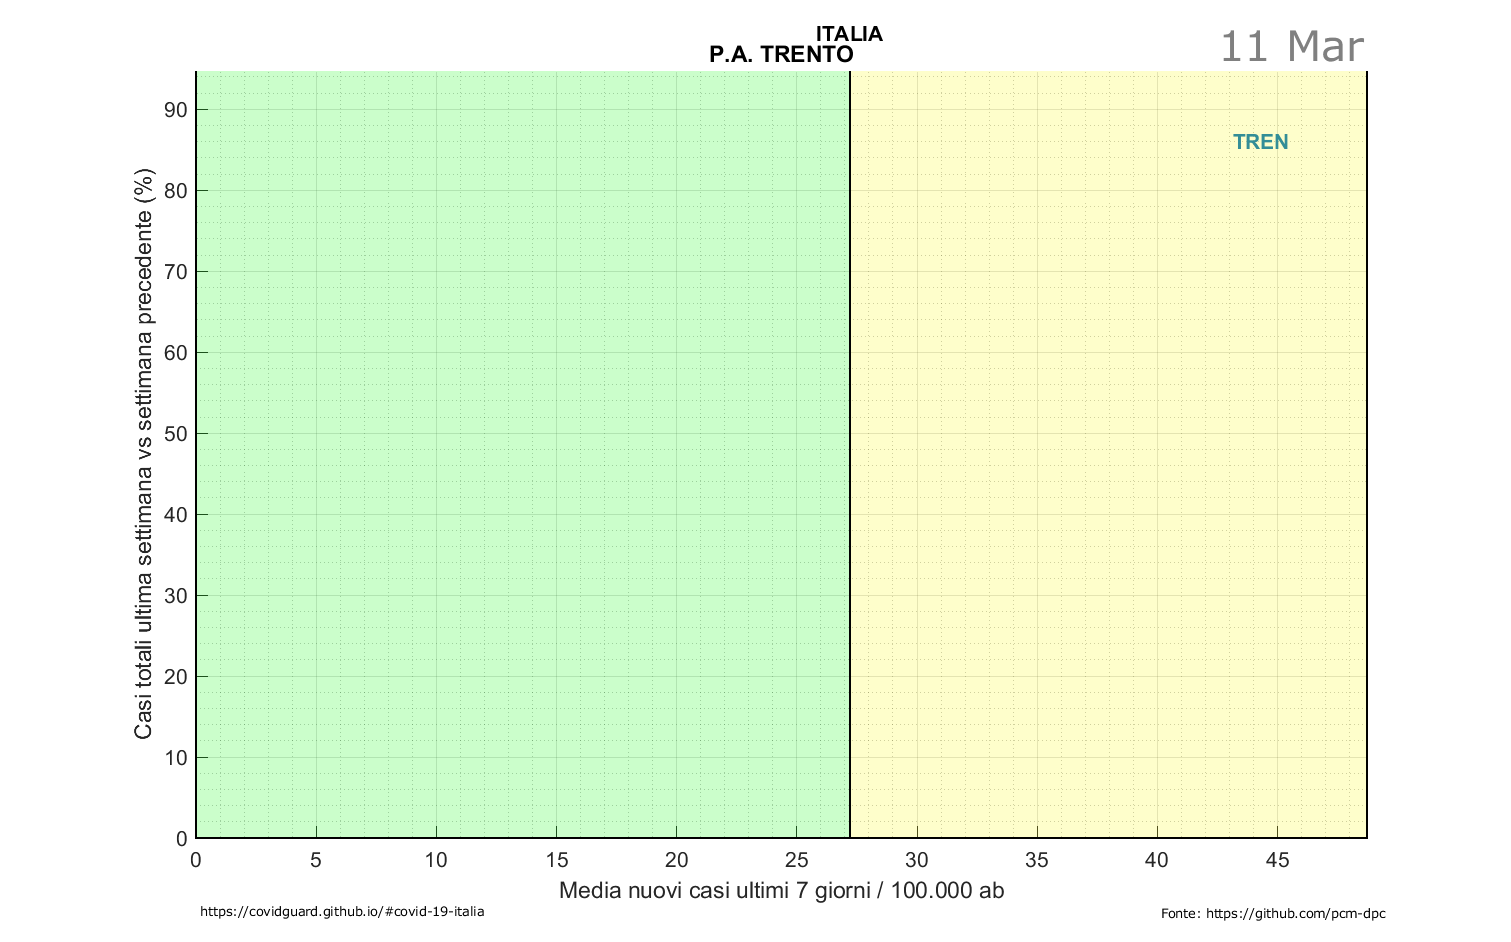 ITALIA
P.A. TRENTO
11 Mar
Casi totali ultima settimana vs settimana precedente (%)
90
80
70
60
50
40
30
20
10
0
TREN
0 5 10 15 20 25 30 35 40 45
Media nuovi casi ultimi 7 giorni / 100.000 ab
https://covidguard.github.io/#covid-19-italia
Fonte: https://github.com/pcm-dpc